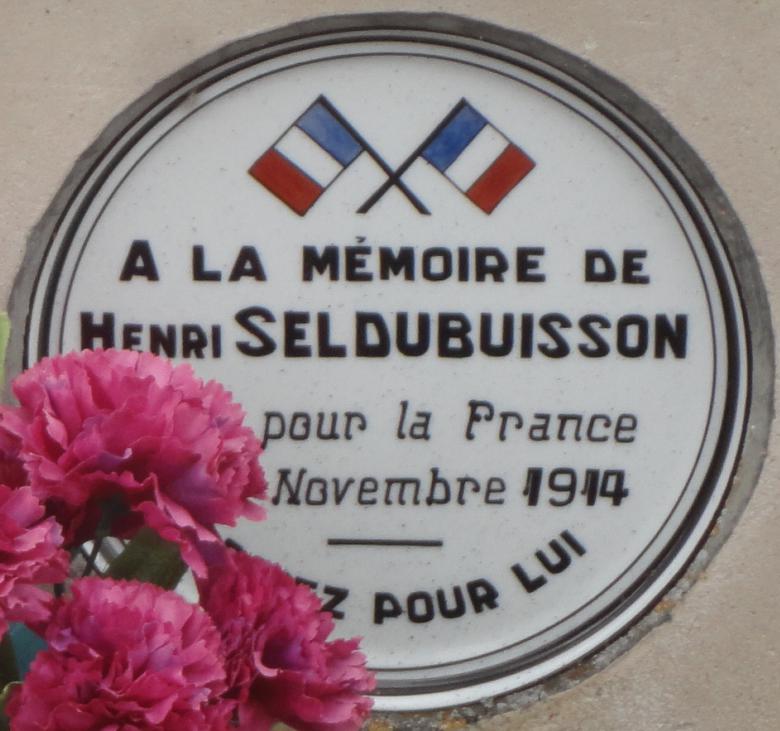 A LA MÉMOIRE DE
HENRI SELDUBUISSON
pour la France
Novembre 1914
POUR LUI